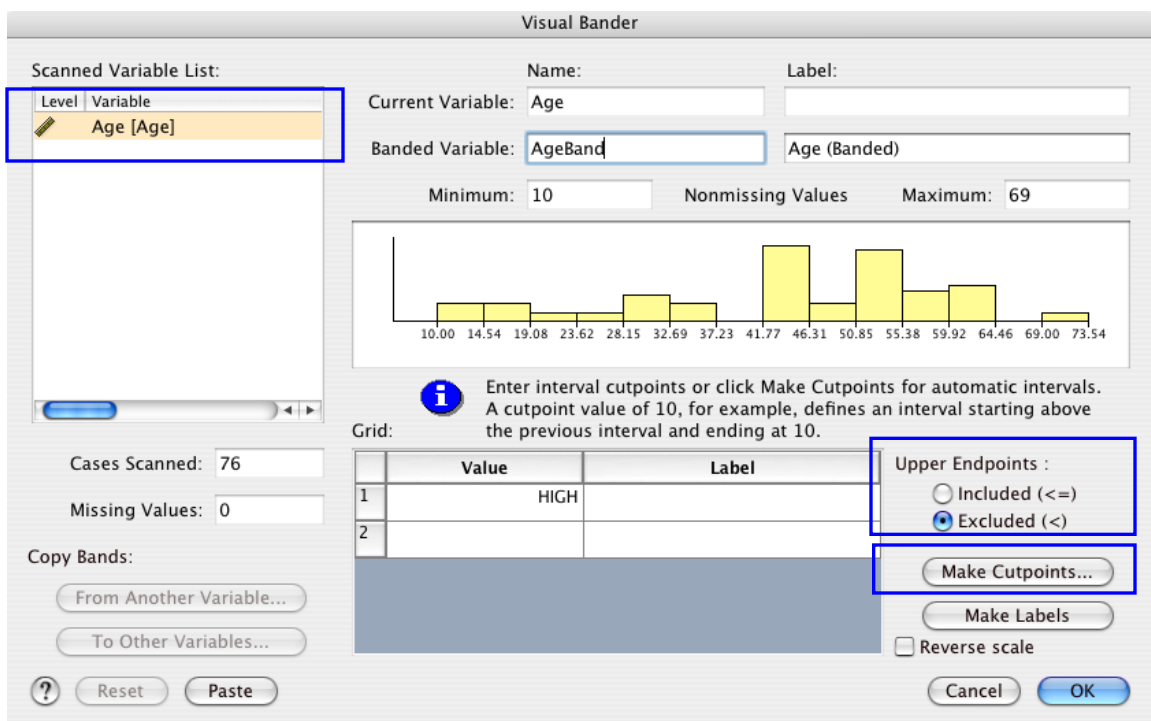 Visual Bander
Scanned Variable List:
Level Variable
Age [Age]
Name: Label:
Current Variable: Age
Banded Variable: AgeBand Age (Banded)
Minimum: 10 Nonmissing Values Maximum: 69
10.00 14.54 19.08 23.62 28.15 32.69 37.23 41.77 46.31 50.85 55.38 59.92 64.46 69.00 73.54
i
Enter interval cutpoints or click Make Cutpoints for automatic intervals.
A cutpoint value of 10, for example, defines an interval starting above
the previous interval and ending at 10.
Grid:
Value Label
1 HIGH
2
Cases Scanned: 76
Missing Values: 0
Copy Bands:
From Another Variable...
To Other Variables...
Upper Endpoints :
Included (<=)
Excluded (<)
Make Cutpoints...
Make Labels
Reverse scale
? Reset Paste
Cancel OK